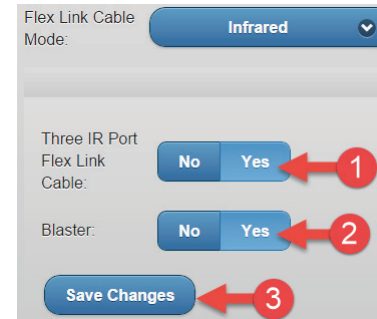 Flex Link Cable
Mode:
Infrared
Three IR Port
Flex Link
Cable:
No Yes 1
Blaster: No Yes 2
Save Changes 3